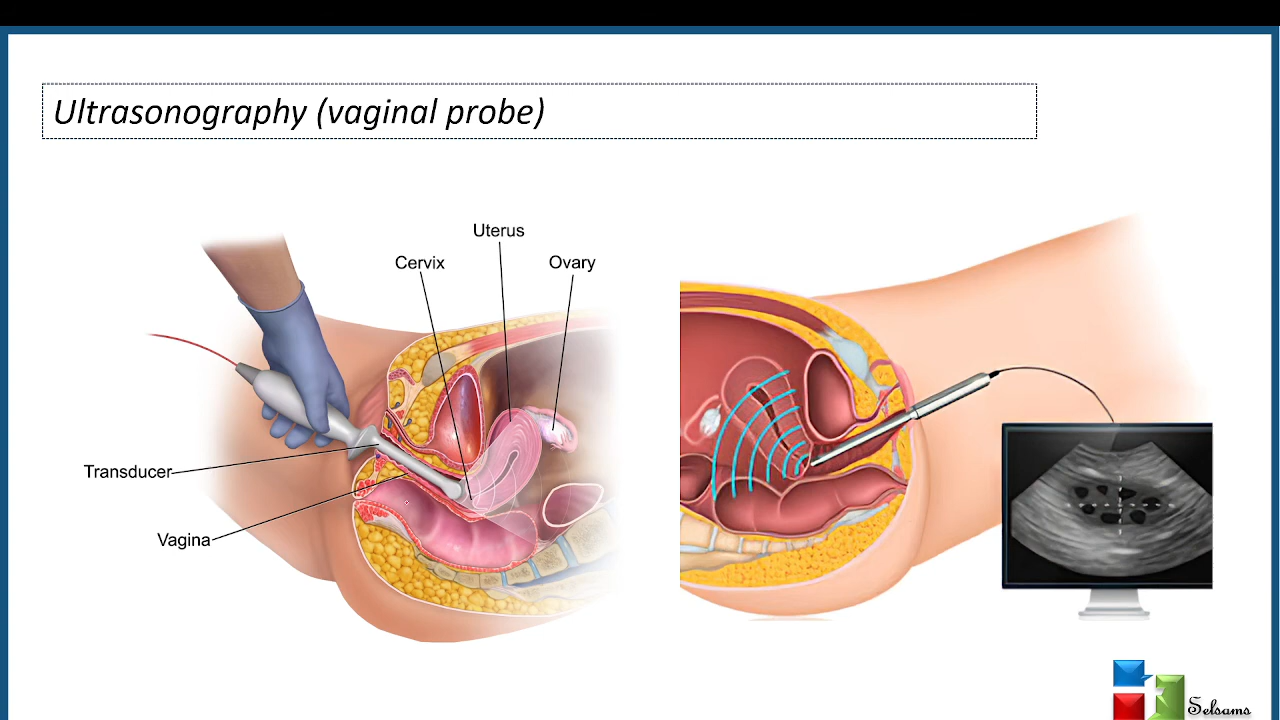 Ultrasonography (vaginal probe)
Uterus
Cervix
Ovary
Transducer
Vagina
Selsams